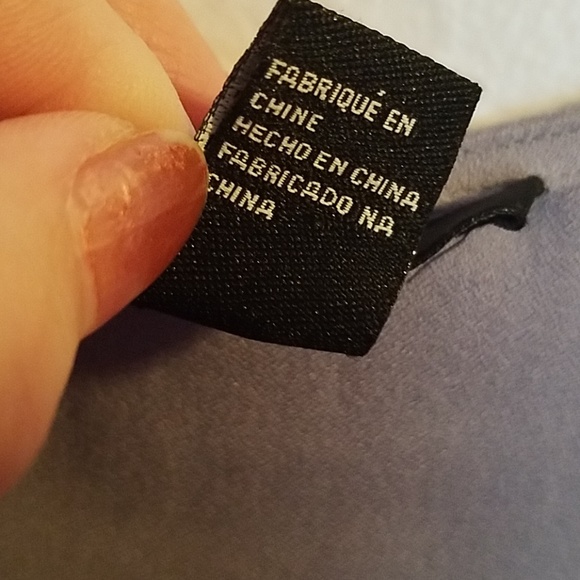 FABRIQUÉ EN
CHINE
HECHO EN CHINA
FABRICADO NA
CHINA